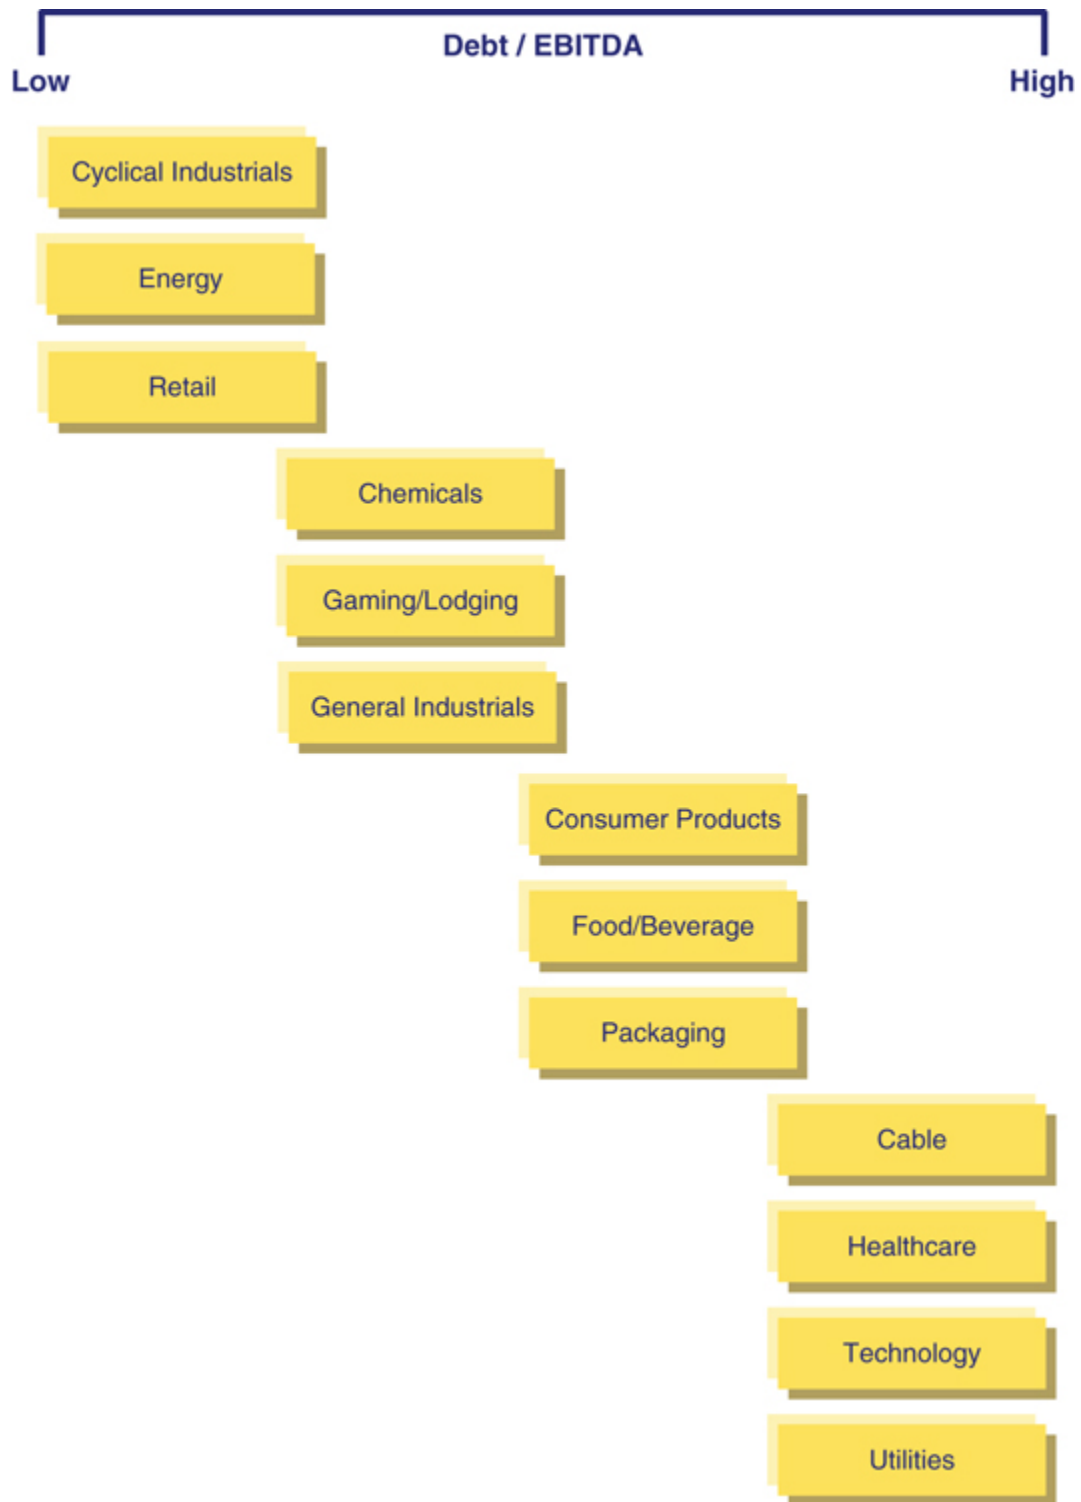 Debt / EBITDA
Low High
Cyclical Industrials
Energy
Retail
Chemicals
Gaming/Lodging
General Industrials
Consumer Products
Food/Beverage
Packaging
Cable
Healthcare
Technology
Utilities